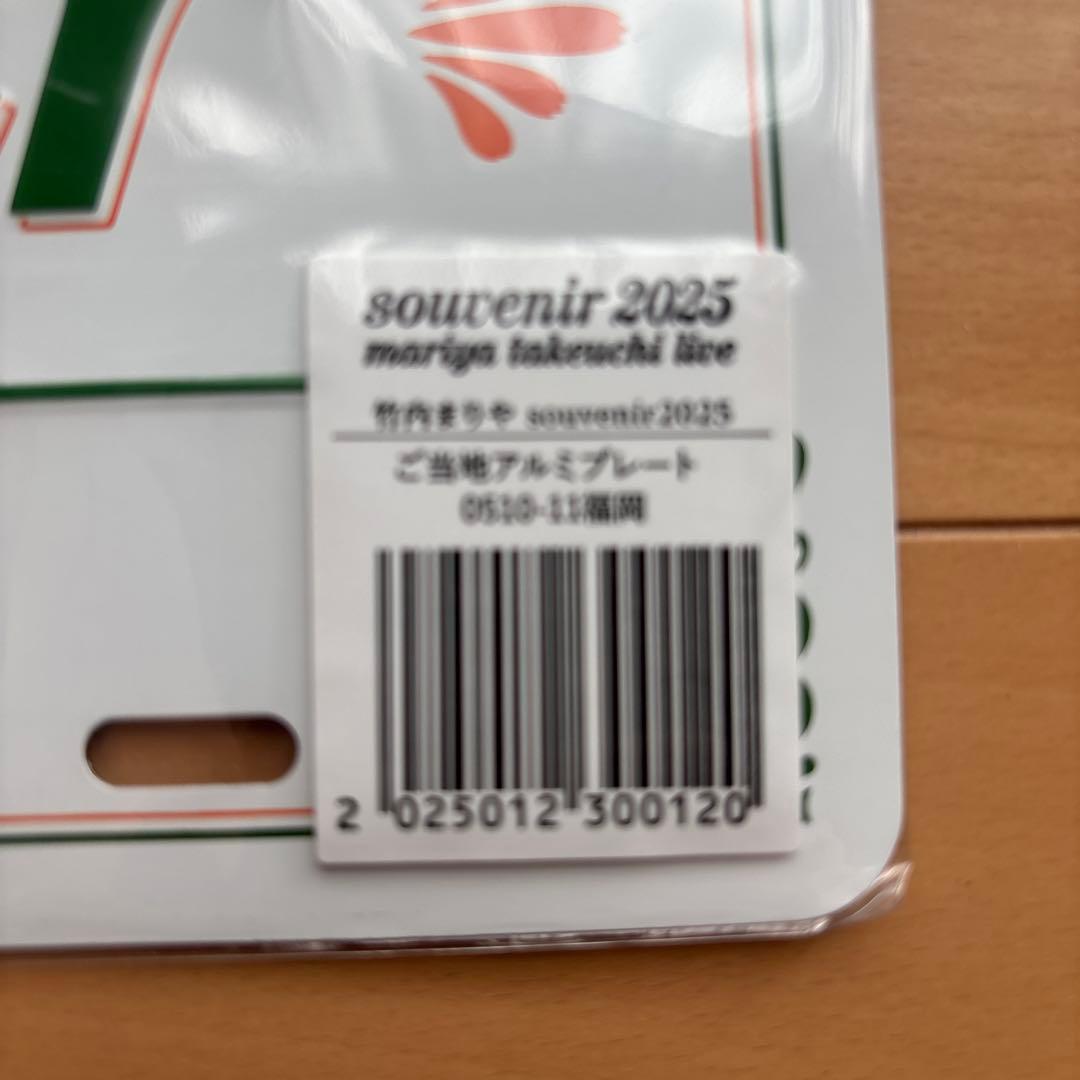 souvenir 2025
mariya takeuchi live
竹内まりや souvenir2025
ご当地アルミプレート
0510-11福岡
2 025012 300120